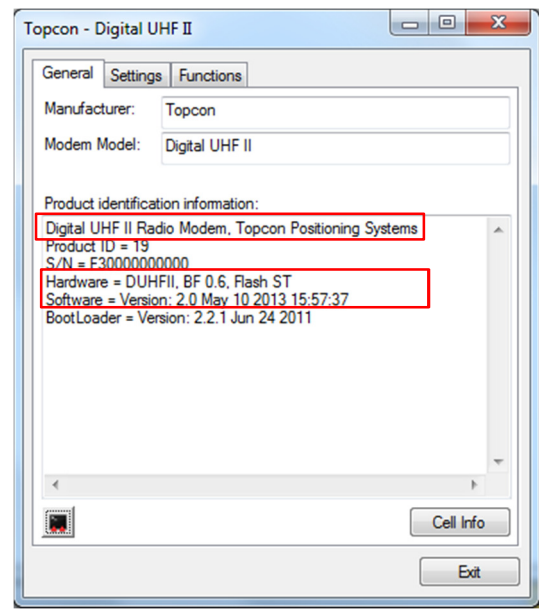 Topcon - Digital UHF II
General Settings Functions
Manufacturer: Topcon
Modem Model: Digital UHF II
Product identification information:
Digital UHF II Radio Modem, Topcon Positioning Systems
Product ID = 19
S/N = F30000000000
Hardware = DUHFII, BF 0.6, Flash ST
Software = Version: 2.0 May 10 2013 15:57:37
BootLoader = Version: 2.2.1 Jun 24 2011
Cell Info
Exit